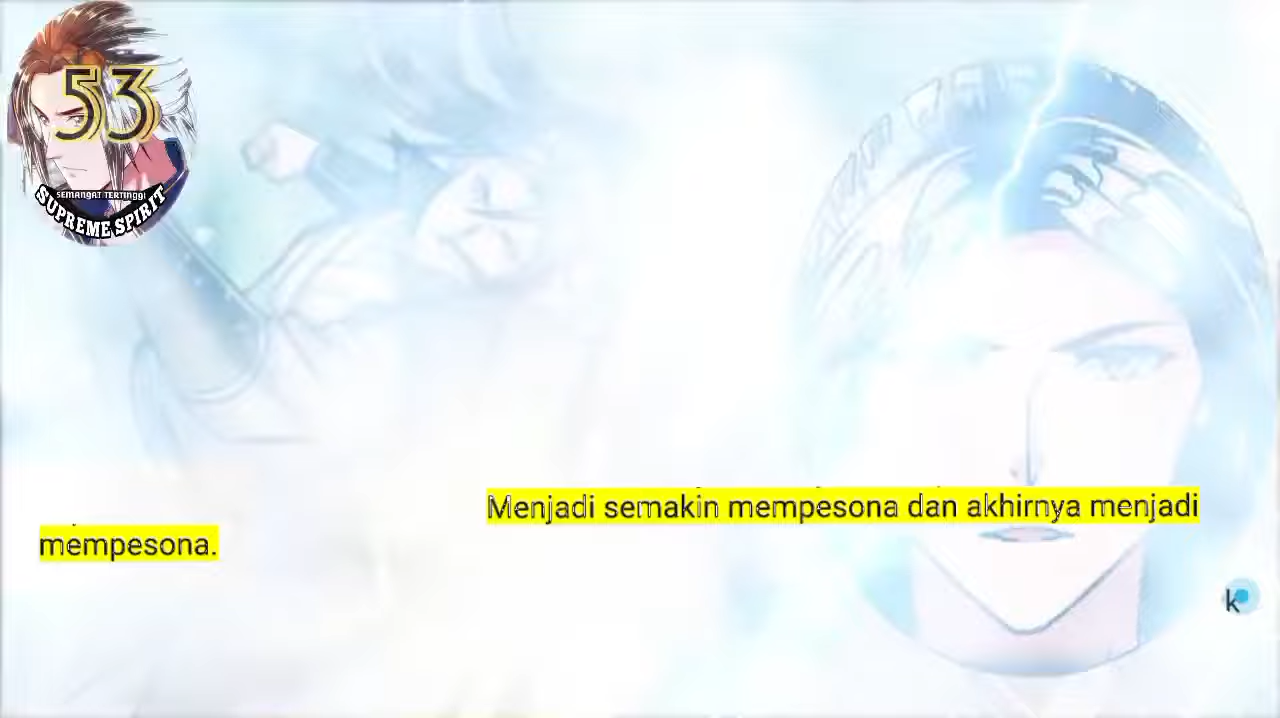 53
SEMANGAT TERTINGGI
SUPREME SPIRIT
Menjadi semakin mempesona dan akhirnya menjadi
mempesona.
k